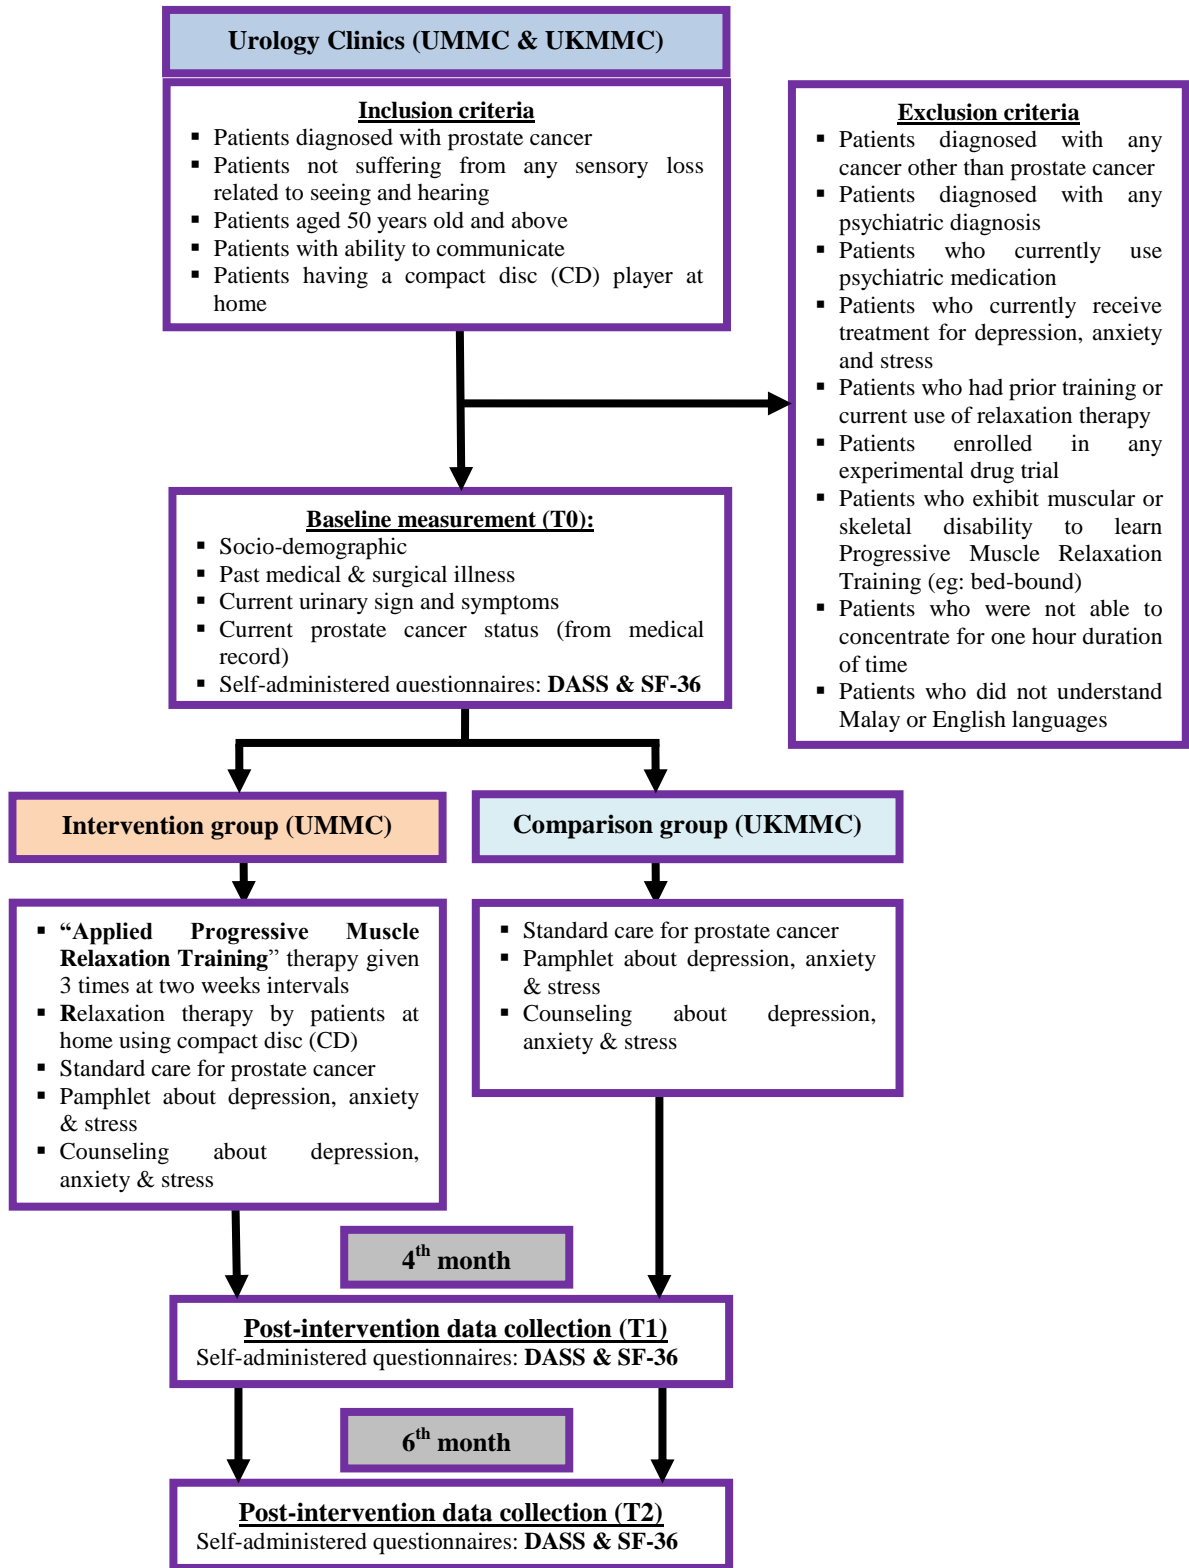 Urology Clinics (UMMC & UKMMC)
Inclusion criteria
▪ Patients diagnosed with prostate cancer
▪ Patients not suffering from any sensory loss
related to seeing and hearing
▪ Patients aged 50 years old and above
▪ Patients with ability to communicate
▪ Patients having a compact disc (CD) player at
home
Exclusion criteria
▪ Patients diagnosed with any
cancer other than prostate cancer
▪ Patients diagnosed with any
psychiatric diagnosis
▪ Patients who currently use
psychiatric medication
▪ Patients who currently receive
treatment for depression, anxiety
and stress
▪ Patients who had prior training or
current use of relaxation therapy
▪ Patients enrolled in any
experimental drug trial
▪ Patients who exhibit muscular or
skeletal disability to learn
Progressive Muscle Relaxation
Training (eg: bed-bound)
▪ Patients who were not able to
concentrate for one hour duration
of time
▪ Patients who did not understand
Malay or English languages
Baseline measurement (T0):
▪ Socio-demographic
▪ Past medical & surgical illness
▪ Current urinary sign and symptoms
▪ Current prostate cancer status (from medical
record)
▪ Self-administered questionnaires: DASS & SF-36
Intervention group (UMMC)
▪ “Applied Progressive Muscle
Relaxation Training” therapy given
3 times at two weeks intervals
▪ Relaxation therapy by patients at
home using compact disc (CD)
▪ Standard care for prostate cancer
▪ Pamphlet about depression, anxiety
& stress
▪ Counseling about depression,
anxiety & stress
Comparison group (UKMMC)
▪ Standard care for prostate cancer
▪ Pamphlet about depression, anxiety
& stress
▪ Counseling about depression,
anxiety & stress
4th month
Post-intervention data collection (T1)
Self-administered questionnaires: DASS & SF-36
6th month
Post-intervention data collection (T2)
Self-administered questionnaires: DASS & SF-36